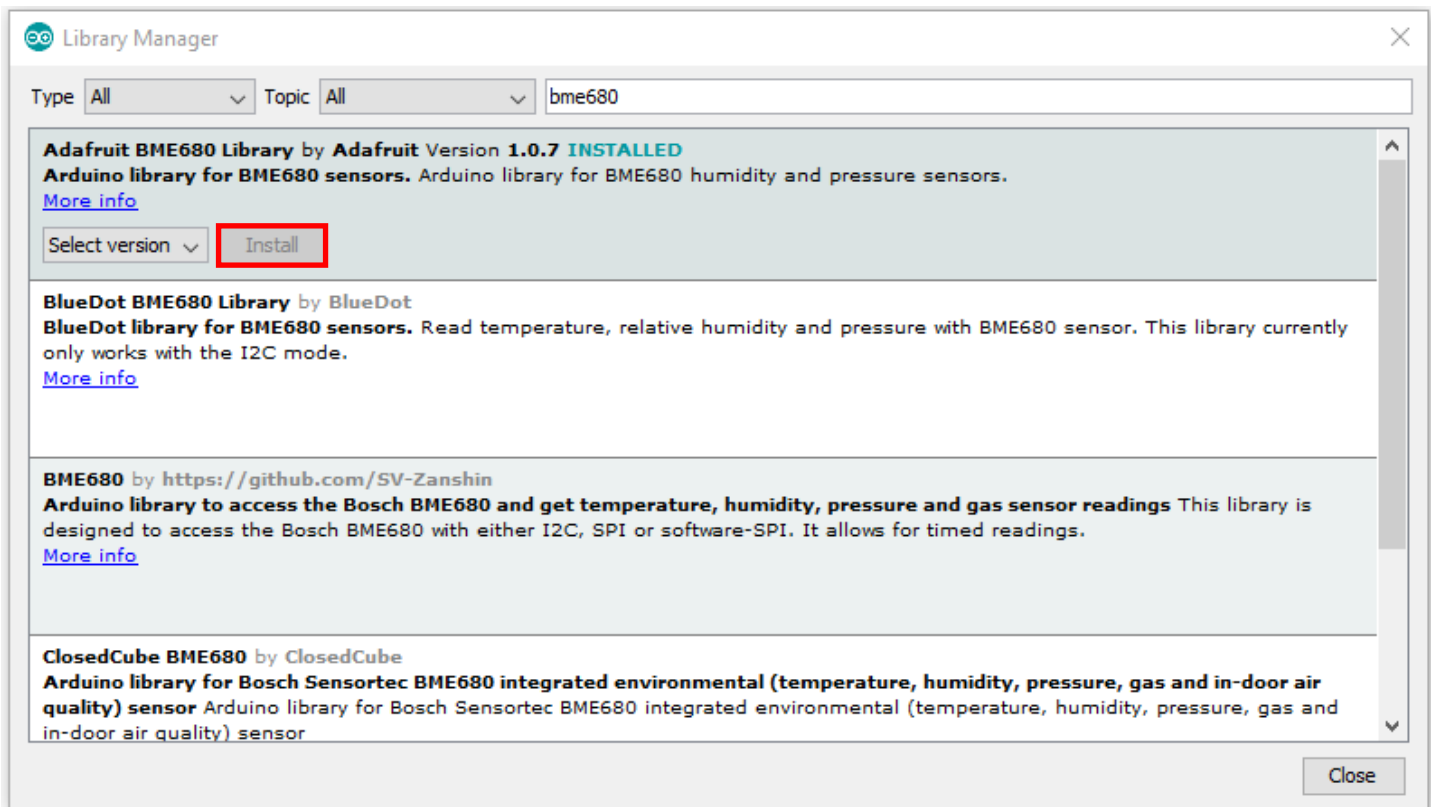 Library Manager
Type All Topic All bme680
Adafruit BME680 Library by Adafruit Version 1.0.7 INSTALLED
Arduino library for BME680 sensors. Arduino library for BME680 humidity and pressure sensors.
More info
Select version Install
BlueDot BME680 Library by BlueDot
BlueDot library for BME680 sensors. Read temperature, relative humidity and pressure with BME680 sensor. This library currently
only works with the I2C mode.
More info
BME680 by https://github.com/SV-Zanshin
Arduino library to access the Bosch BME680 and get temperature, humidity, pressure and gas sensor readings This library is
designed to access the Bosch BME680 with either I2C, SPI or software-SPI. It allows for timed readings.
More info
ClosedCube BME680 by ClosedCube
Arduino library for Bosch Sensortec BME680 integrated environmental (temperature, humidity, pressure, gas and in-door air
quality) sensor Arduino library for Bosch Sensortec BME680 integrated environmental (temperature, humidity, pressure, gas and
in-door air quality) sensor
Close